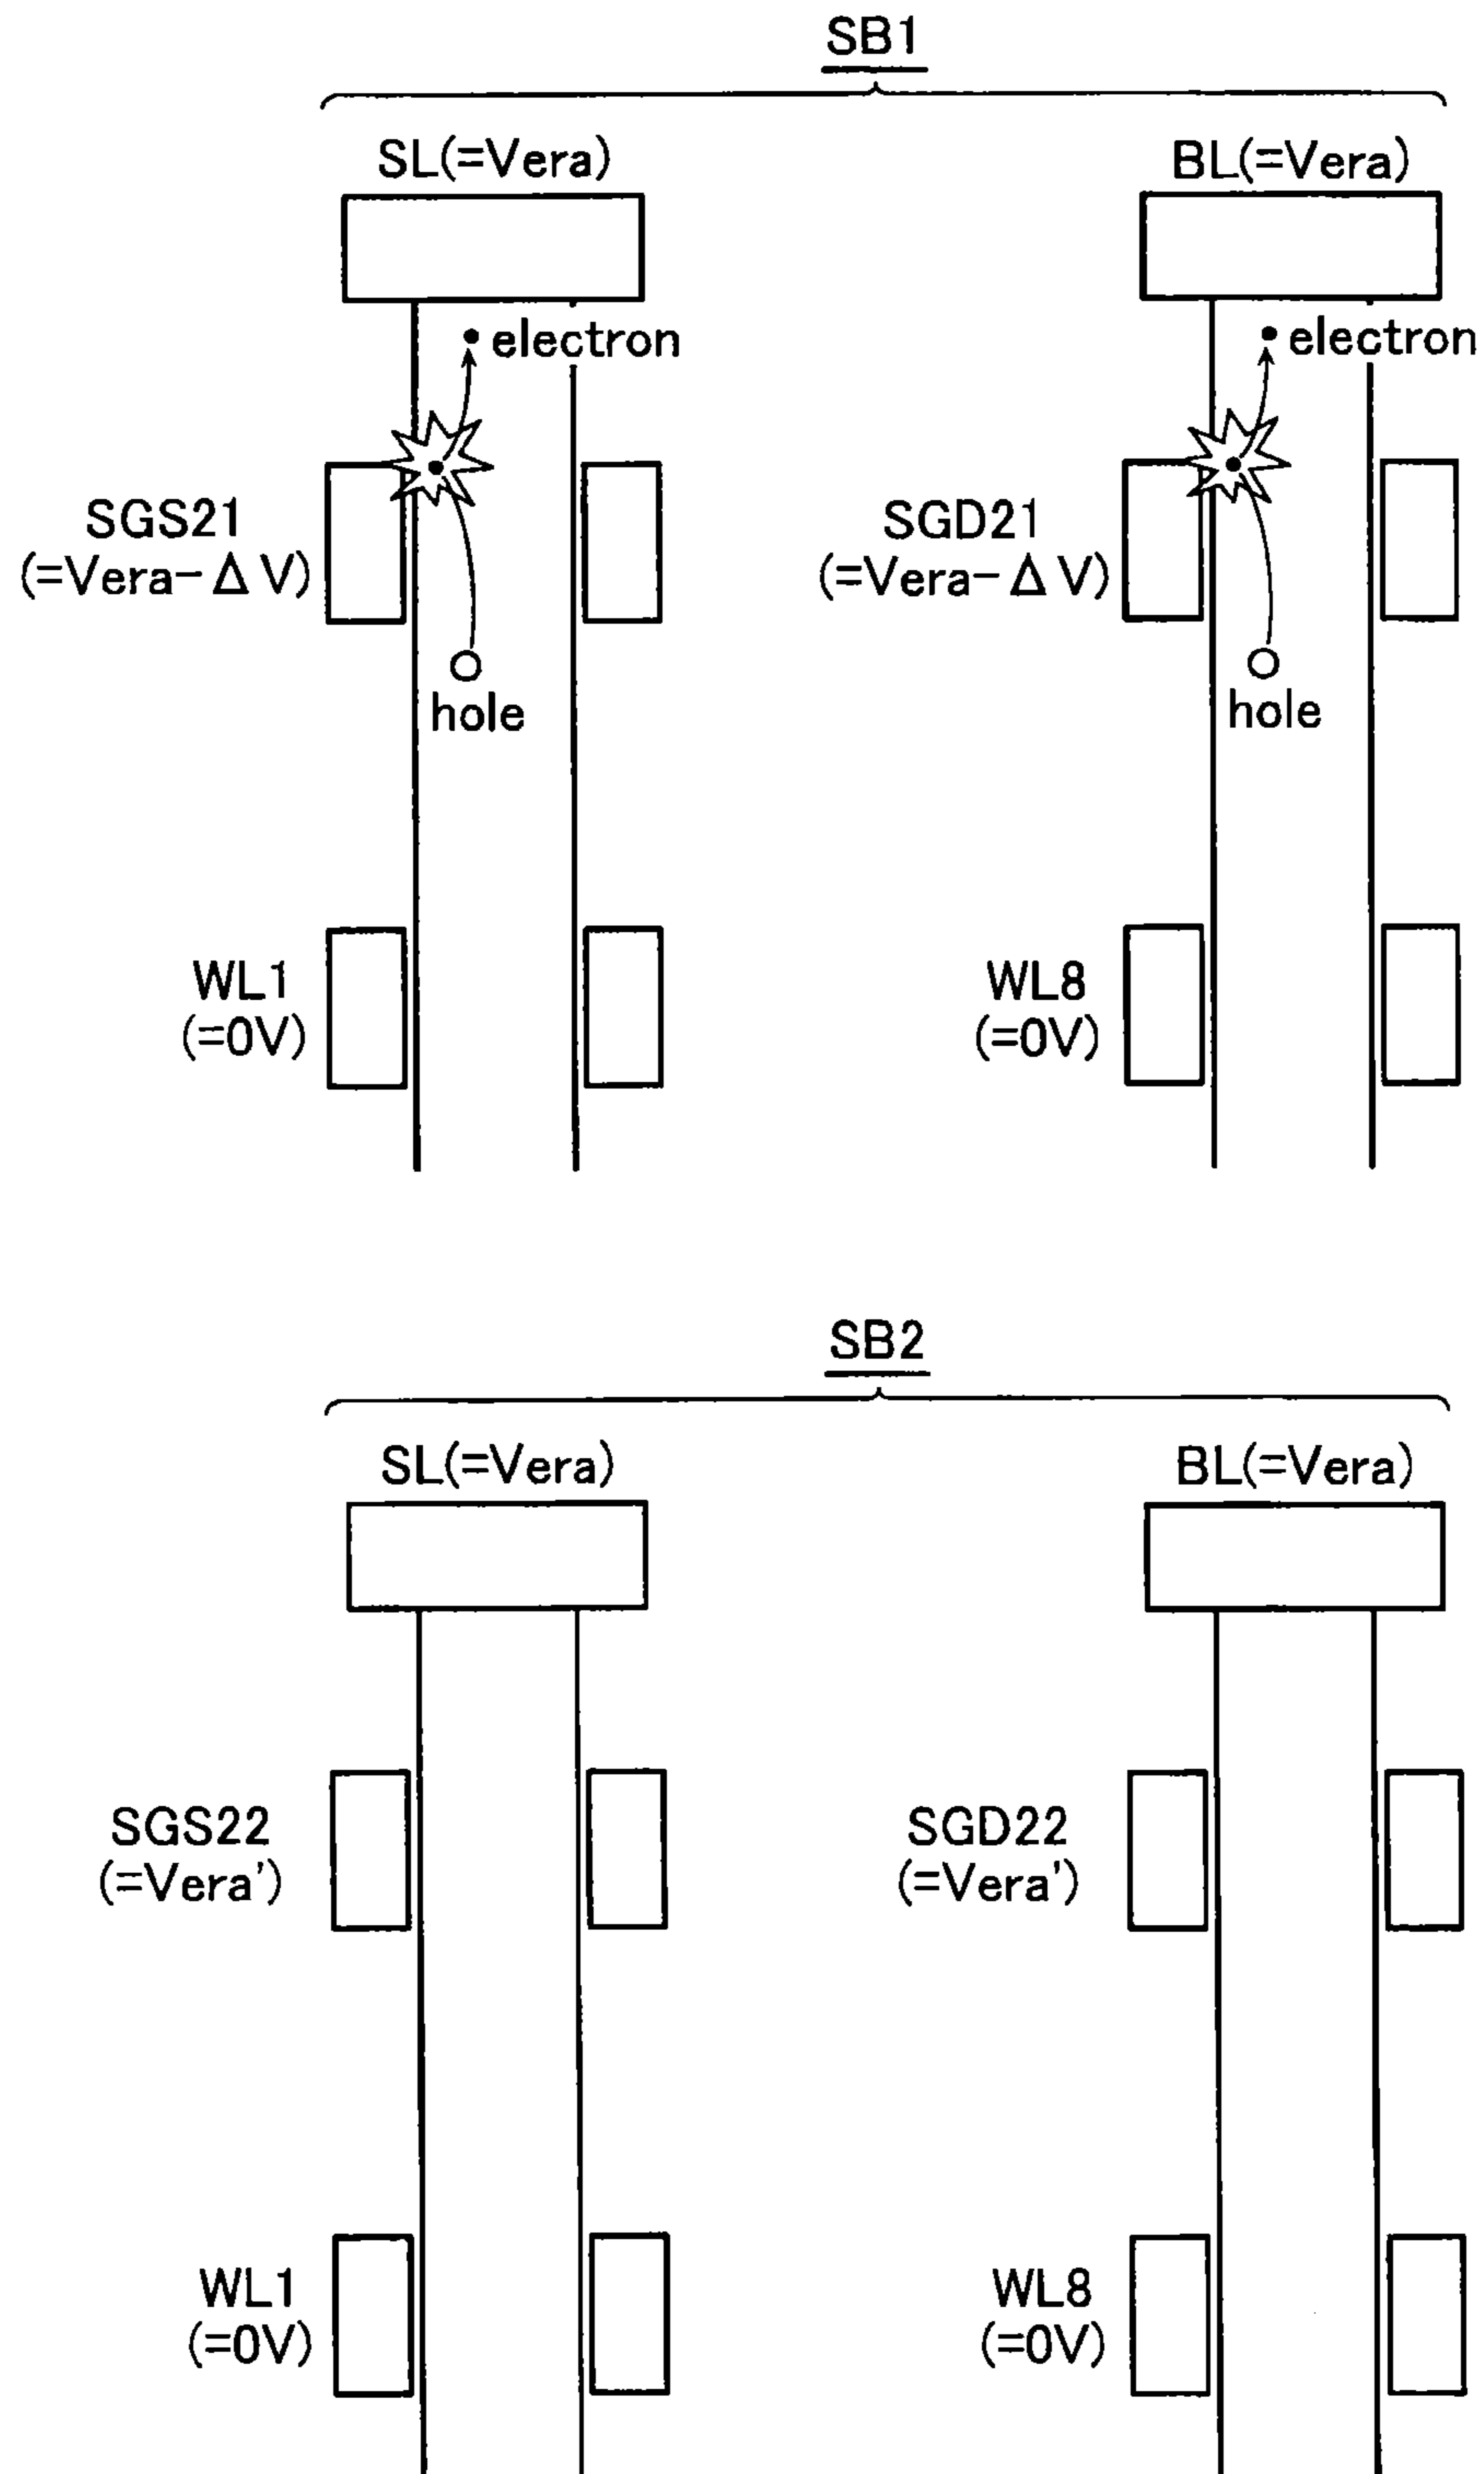 SB1
SL(=Vera)
BL(=Vera)
electron
electron
SGS21
(=Vera-ΔV)
SGD21
(=Vera-ΔV)
hole
hole
WL1
(=0V)
WL8
(=0V)
SB2
SL(=Vera)
BL(=Vera)
SGS22
(=Vera')
SGD22
(=Vera')
WL1
(=0V)
WL8
(=0V)